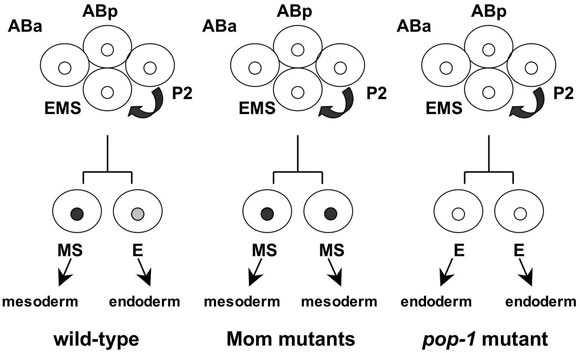 ABp ABp ABp
ABa ABa ABa
EMS P2 EMS P2 EMS P2
MS E MS MS E E
mesoderm endoderm mesoderm mesoderm endoderm endoderm
wild-type Mom mutants pop-1 mutant